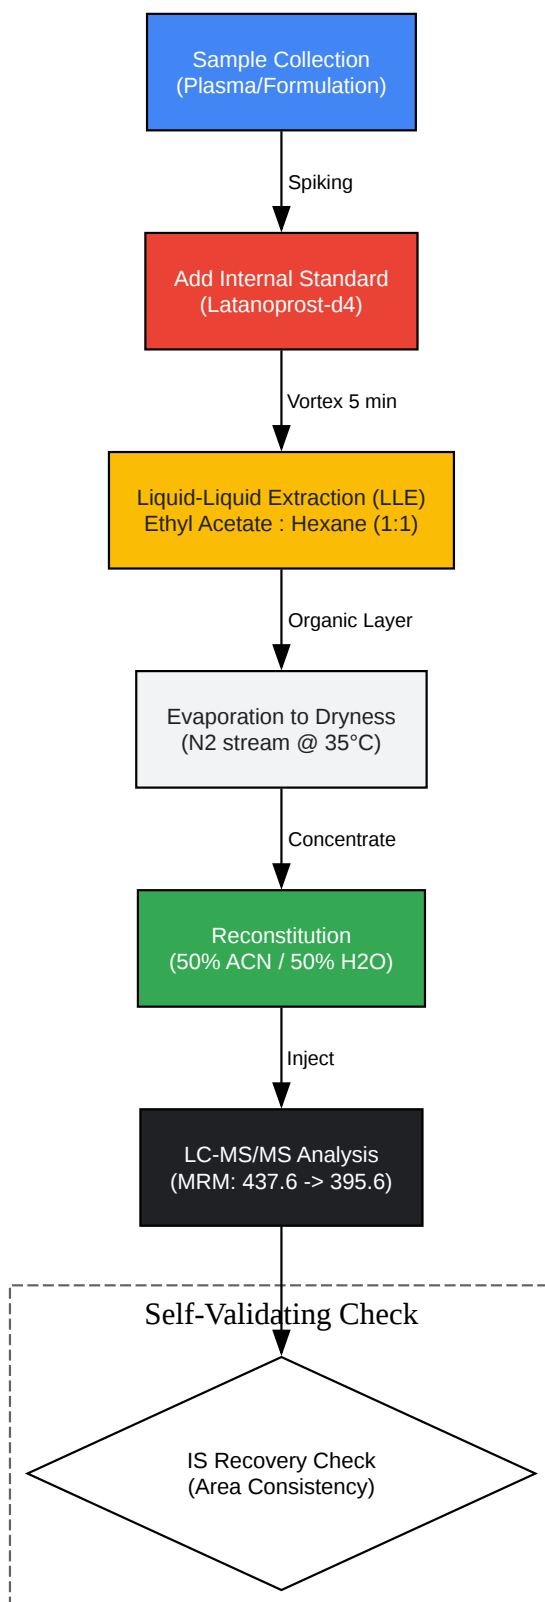 Sample Collection
(Plasma/Formulation)
Spiking
Add Internal Standard
(Latanoprost-d4)
Vortex 5 min
Liquid-Liquid Extraction (LLE)
Ethyl Acetate : Hexane (1:1)
Organic Layer
Evaporation to Dryness
(N2 stream @ 35°C)
Concentrate
Reconstitution
(50% ACN / 50% H2O)
Inject
LC-MS/MS Analysis
(MRM: 437.6 -> 395.6)
Self-Validating Check
IS Recovery Check
(Area Consistency)